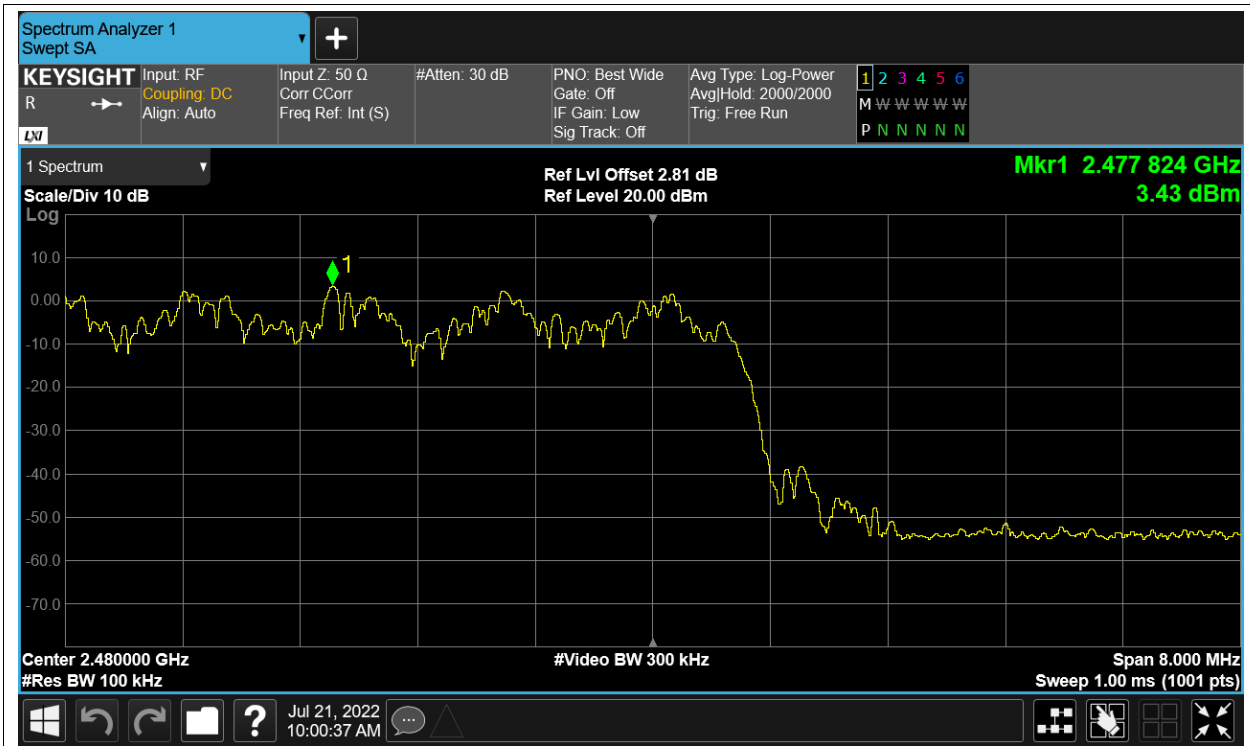 Spectrum Analyzer 1
Swept SA
KEYSIGHT Input: RF Input Z: 50 Ω #Atten: 30 dB PNO: Best Wide Avg Type: Log-Power 1 2 3 4 5 6
R Coupling: DC Corr CCorr Gate: Off Avg|Hold: 2000/2000 M W W W W W W
Align: Auto Freq Ref: Int (S) IF Gain: Low Trig: Free Run
LXI Sig Track: Off P N N N N N
1 Spectrum Ref Lvl Offset 2.81 dB Mkr1 2.477 824 GHz
Scale/Div 10 dB Ref Level 20.00 dBm 3.43 dBm
Log
10.0
1
0.00
-10.0
-20.0
-30.0
-40.0
-50.0
-60.0
-70.0
Center 2.480000 GHz #Video BW 300 kHz Span 8.000 MHz
#Res BW 100 kHz Sweep 1.00 ms (1001 pts)
? Jul 21, 2022
10:00:37 AM